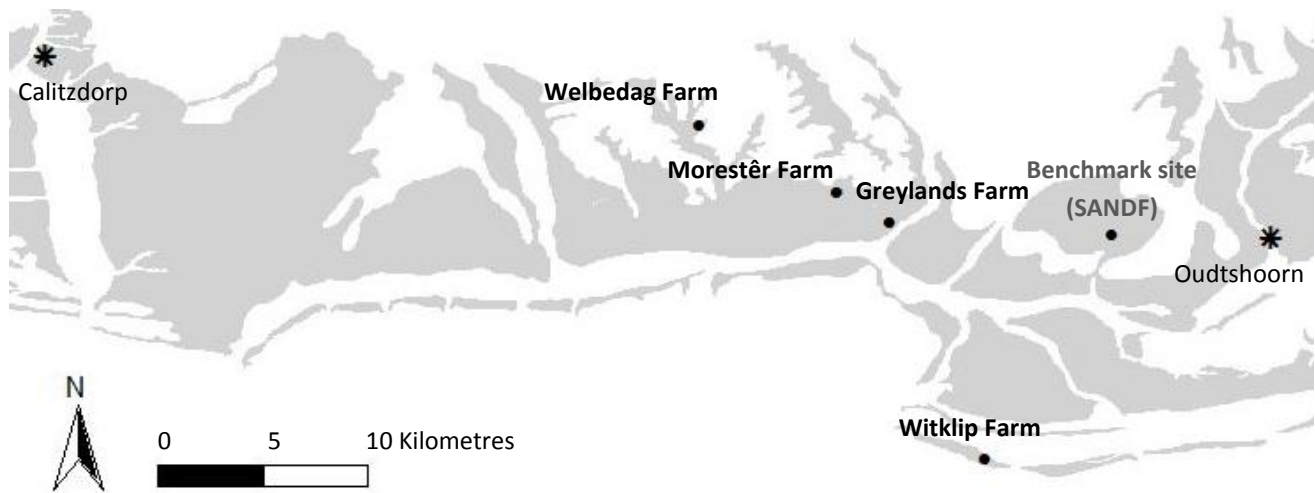 Calitzdorp
Welbedag Farm
Morestêr Farm
Greylands Farm
Benchmark site
(SANDF)
Oudtshoorn
Witklip Farm
N
0 5 10 Kilometres